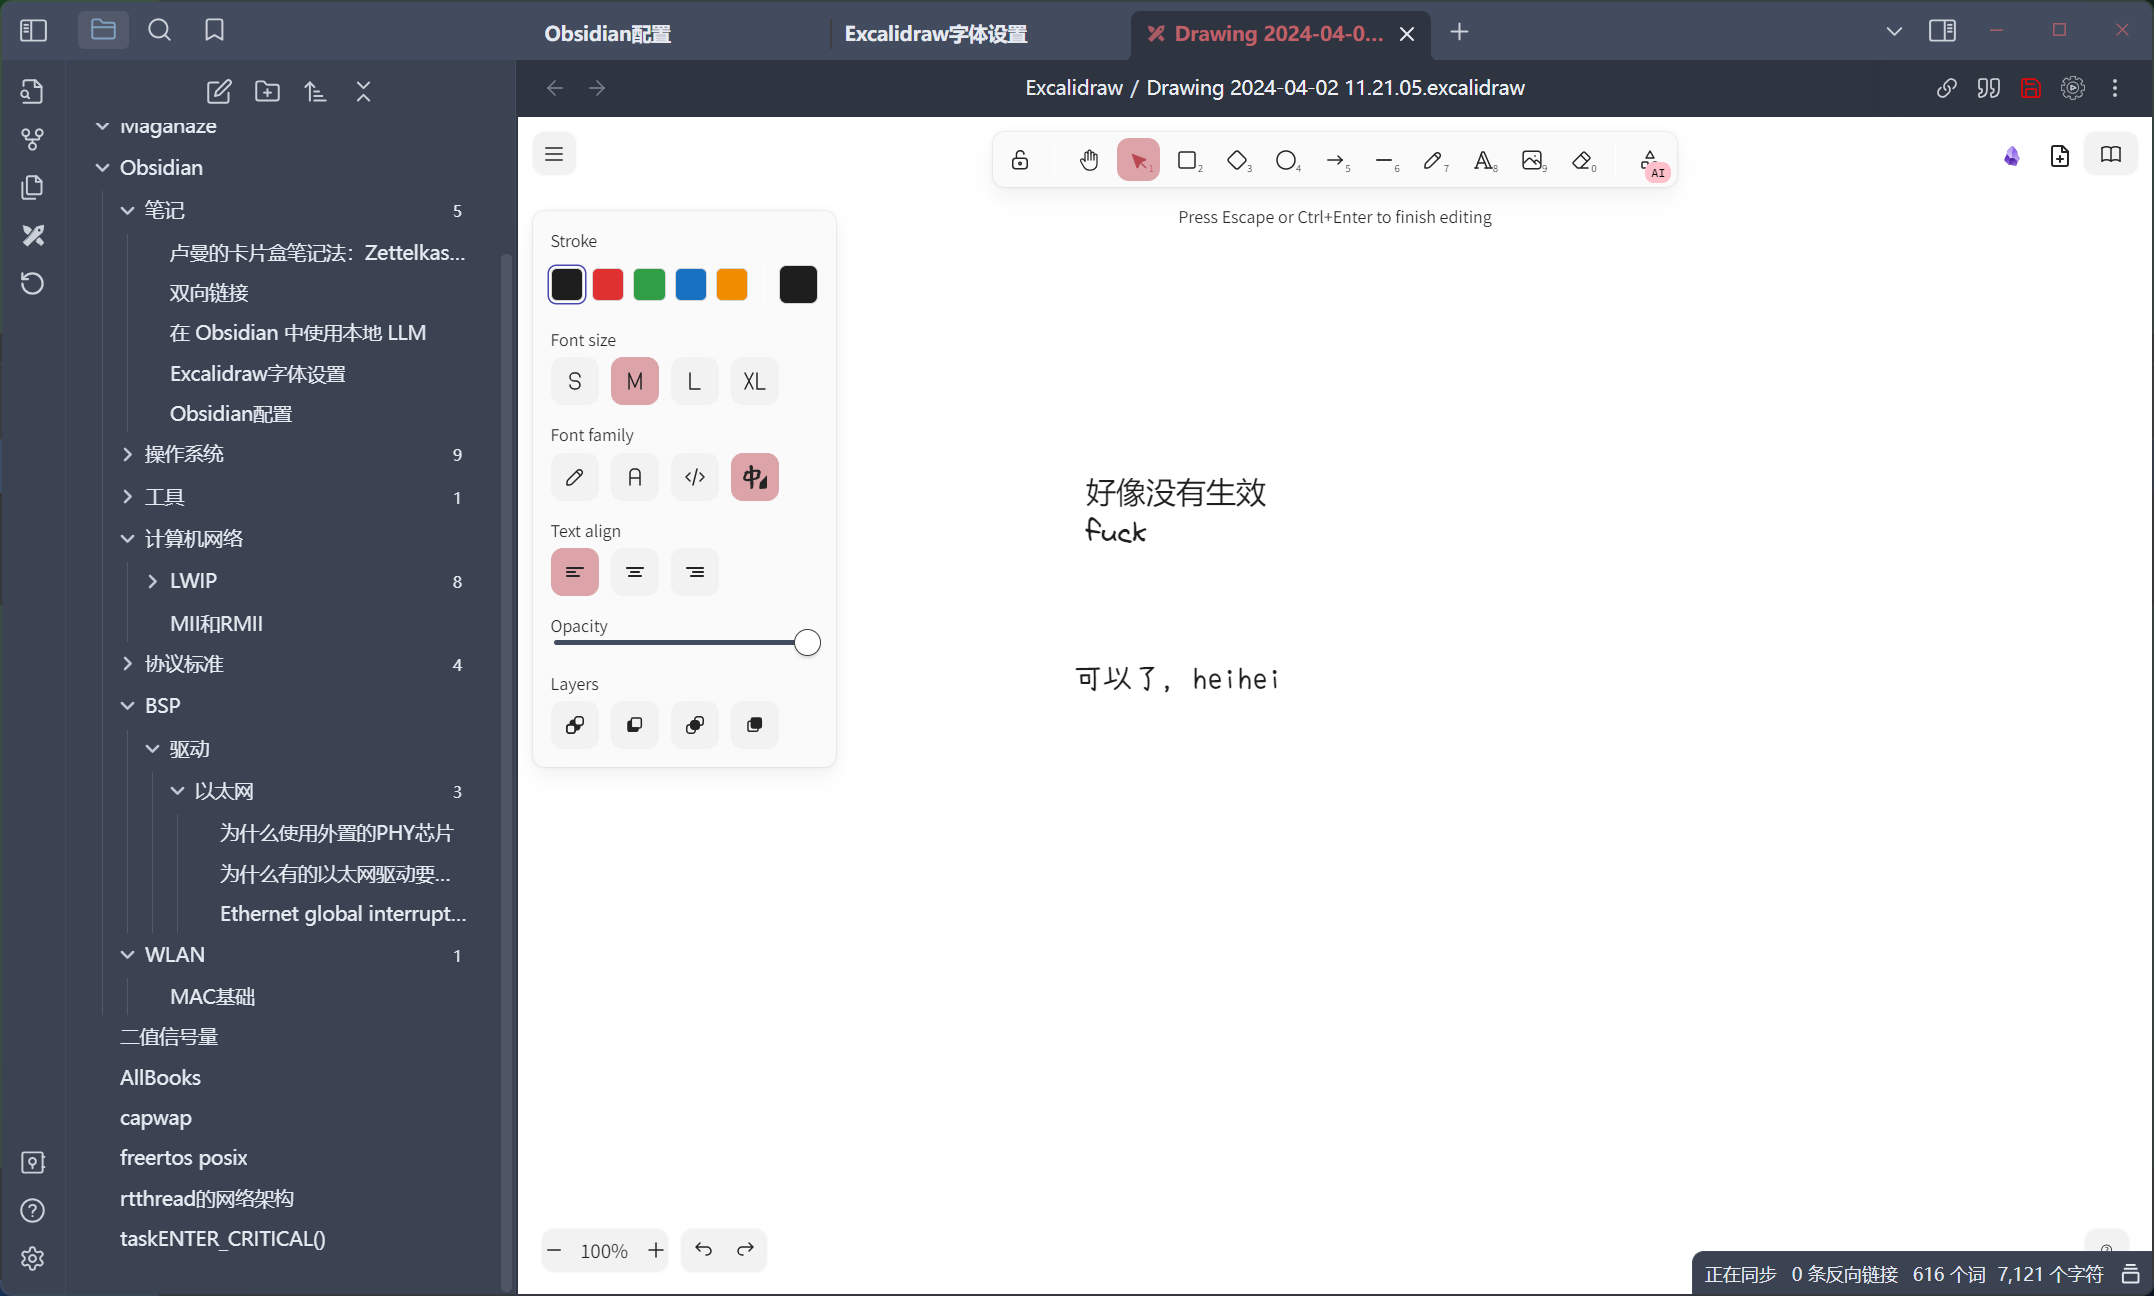 Obsidian配置
Excalidraw字体设置
Drawing 2024-04-0...
Excalidraw / Drawing 2024-04-02 11.21.05.excalidraw
Maganaze
Obsidian
笔记 5
卢曼的卡片盒笔记法：Zettelkas...
双向链接
在 Obsidian 中使用本地 LLM
Excalidraw字体设置
Obsidian配置
操作系统 9
工具 1
计算机网络
LWIP 8
MII和RMII
协议标准 4
BSP
驱动
以太网 3
为什么使用外置的PHY芯片
为什么有的以太网驱动要...
Ethernet global interrupt...
WLAN 1
MAC基础
二值信号量
AllBooks
capwap
freertos posix
rtthread的网络架构
taskENTER_CRITICAL()
1 2 3 4 5 6 7 8 9 0 AI
Press Escape or Ctrl+Enter to finish editing
Stroke
Font size
S M L XL
Font family
A </> 中
Text align
Opacity
Layers
好像没有生效
fuck
可以了，heihei
100%
正在同步 0 条反向链接 616 个词 7,121 个字符